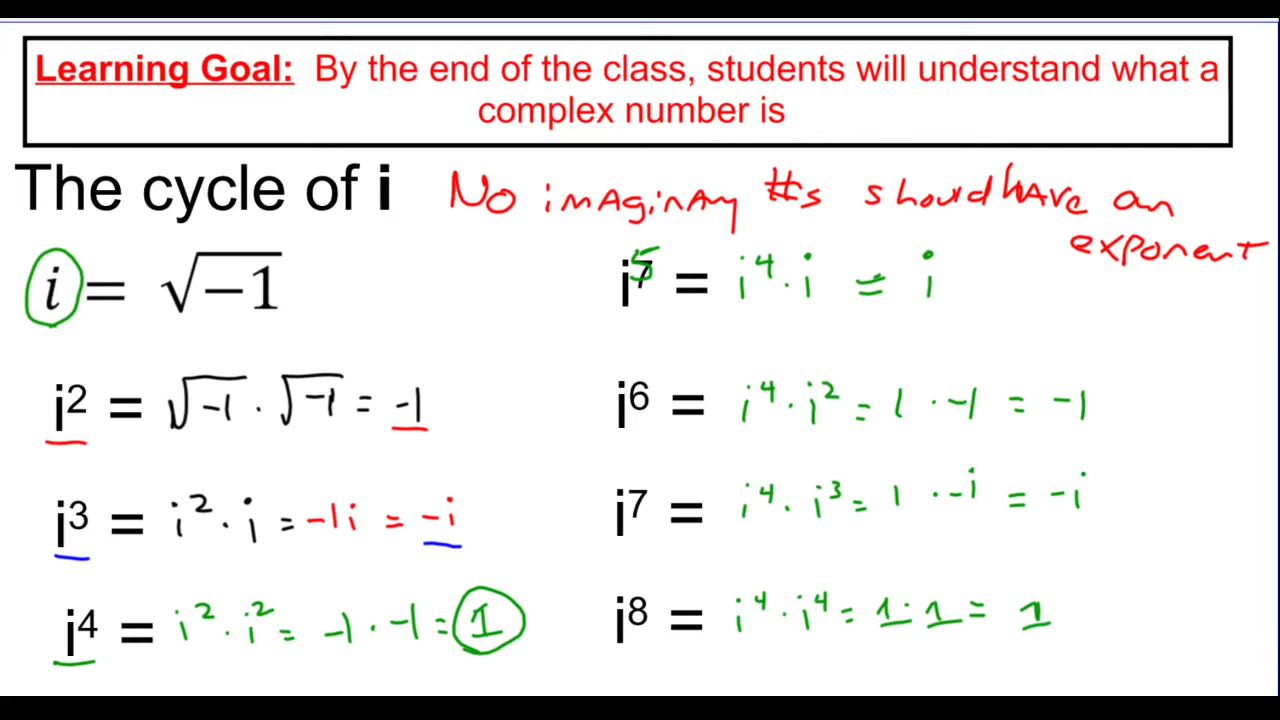 Learning Goal: By the end of the class, students will understand what a
complex number is
The cycle of i
No imaginary #s should have an
exponent
i = √−1
i² = √-1 · √-1 = -1
i³ = i² · i = -1i = -i
i⁴ = i² · i² = -1 · -1 = 1
i⁵ = i⁴ · i = i
i⁶ = i⁴ · i² = 1 · -1 = -1
i⁷ = i⁴ · i³ = 1 · -i = -i
i⁸ = i⁴ · i⁴ = 1 · 1 = 1